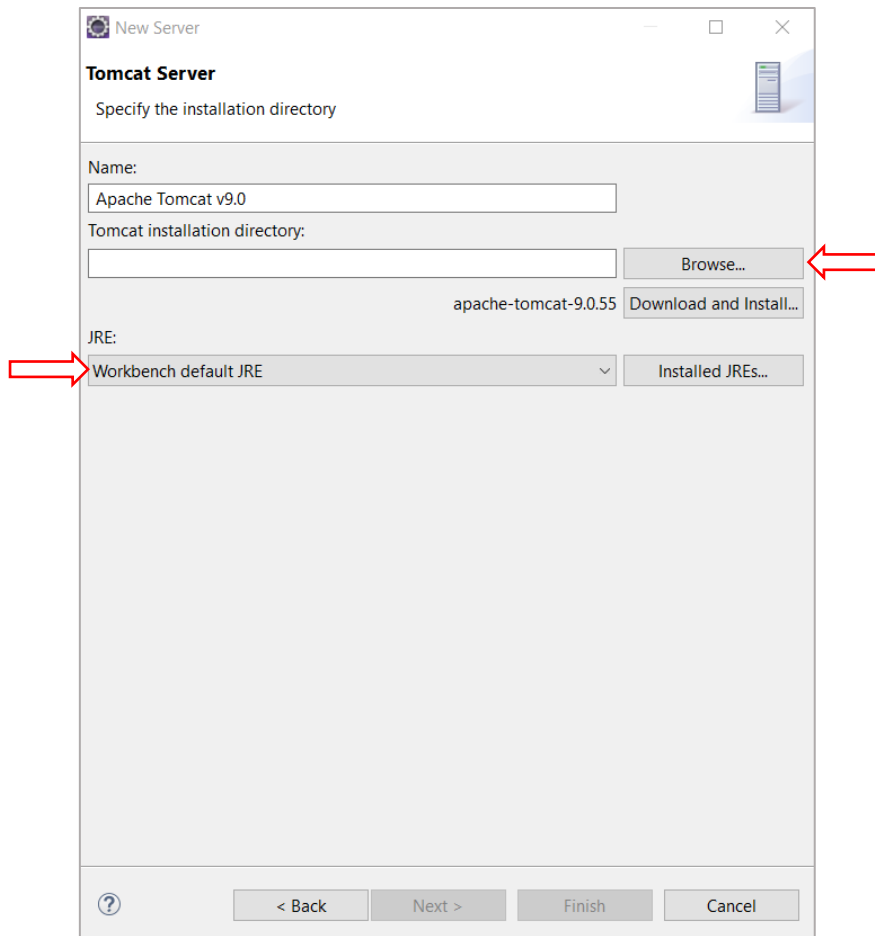 New Server
Tomcat Server
Specify the installation directory
Name:
Apache Tomcat v9.0
Tomcat installation directory:
Browse...
apache-tomcat-9.0.55 Download and Install...
JRE:
Workbench default JRE Installed JREs...
? < Back Next > Finish Cancel